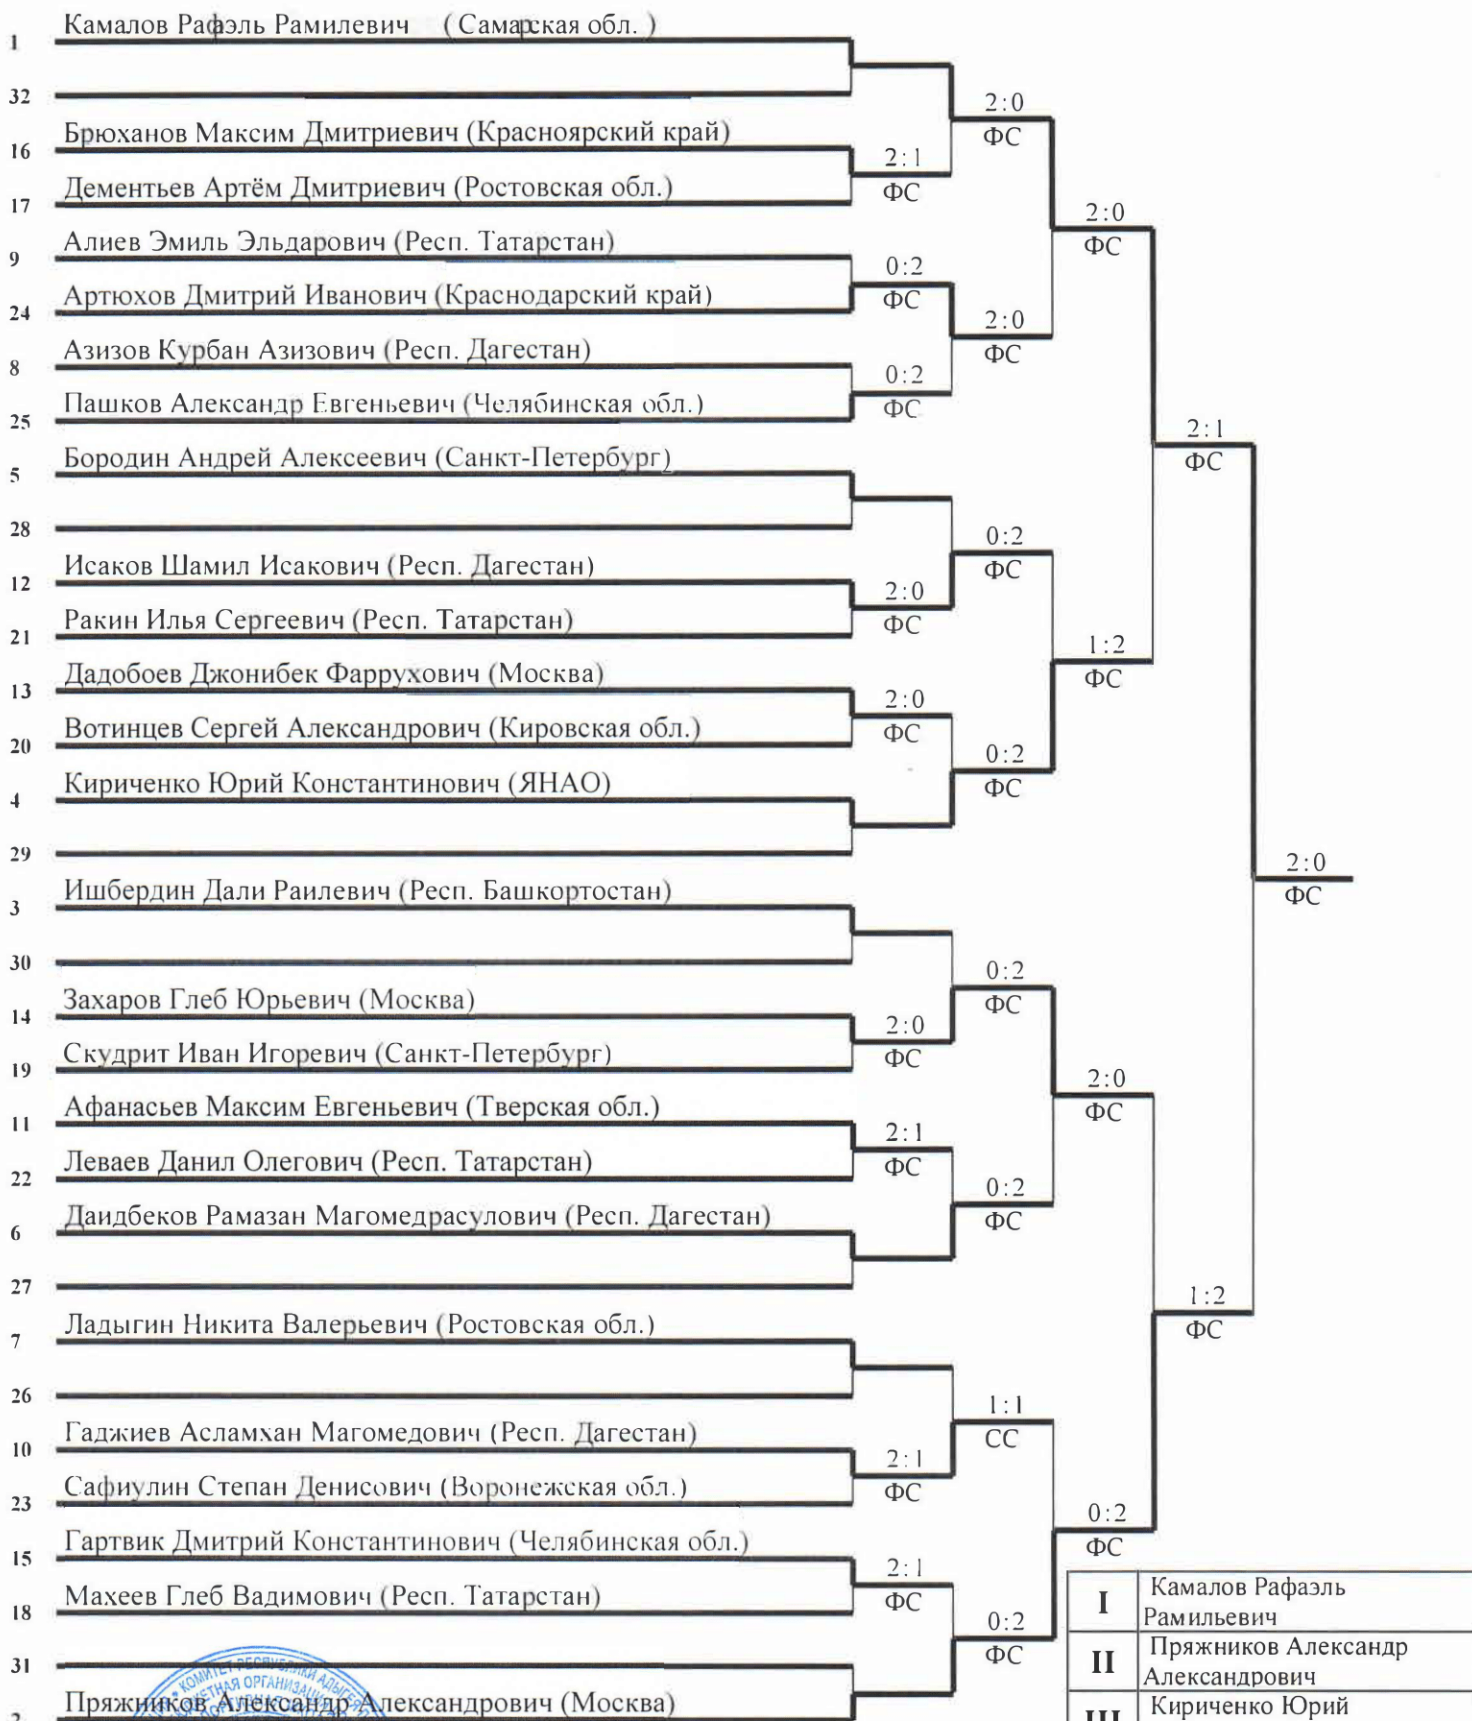 Камалов Рафэль Рамилевич (Самарская обл. )
1
32
2:0
ФС
Брюханов Максим Дмитриевич (Красноярский край)
16
2:1
ФС
Дементьев Артём Дмитриевич (Ростовская обл.)
17
2:0
ФС
Алиев Эмиль Эльдарович (Респ. Татарстан)
9
0:2
ФС
Артюхов Дмитрий Иванович (Краснодарский край)
24
2:0
ФС
Азизов Курбан Азизович (Респ. Дагестан)
8
0:2
ФС
Пашков Александр Евгеньевич (Челябинская обл.)
25
2:1
ФС
Бородин Андрей Алексеевич (Санкт-Петербург)
5
28
0:2
ФС
Исаков Шамил Исакович (Респ. Дагестан)
12
2:0
ФС
Ракин Илья Сергеевич (Респ. Татарстан)
21
1:2
ФС
Дадобоев Джонибек Фаррухович (Москва)
13
2:0
ФС
Вотинцев Сергей Александрович (Кировская обл.)
20
0:2
ФС
Кириченко Юрий Константинович (ЯНАО)
4
29
2:0
ФС
Ишбердин Дали Раилевич (Респ. Башкортостан)
3
30
0:2
ФС
Захаров Глеб Юрьевич (Москва)
14
2:0
ФС
Скудрит Иван Игоревич (Санкт-Петербург)
19
2:0
ФС
Афанасьев Максим Евгеньевич (Тверская обл.)
11
2:1
ФС
Леваев Данил Олегович (Респ. Татарстан)
22
0:2
ФС
Даидбеков Рамазан Магомедрасулович (Респ. Дагестан)
6
27
1:2
ФС
Ладыгин Никита Валерьевич (Ростовская обл.)
7
26
1:1
СС
Гаджиев Асламхан Магомедович (Респ. Дагестан)
10
2:1
ФС
Сафиулин Степан Денисович (Воронежская обл.)
23
0:2
ФС
Гартвик Дмитрий Константинович (Челябинская обл.)
15
2:1
ФС
Махеев Глеб Вадимович (Респ. Татарстан)
18
0:2
ФС
31
Пряжников Александр Александрович (Москва)
2
I Камалов Рафаэль
Рамильевич
II Пряжников Александр
Александрович
III Кириченко Юрий
КОМИТЕТ РЕСПУБЛИКИ АДЫГЕЯ